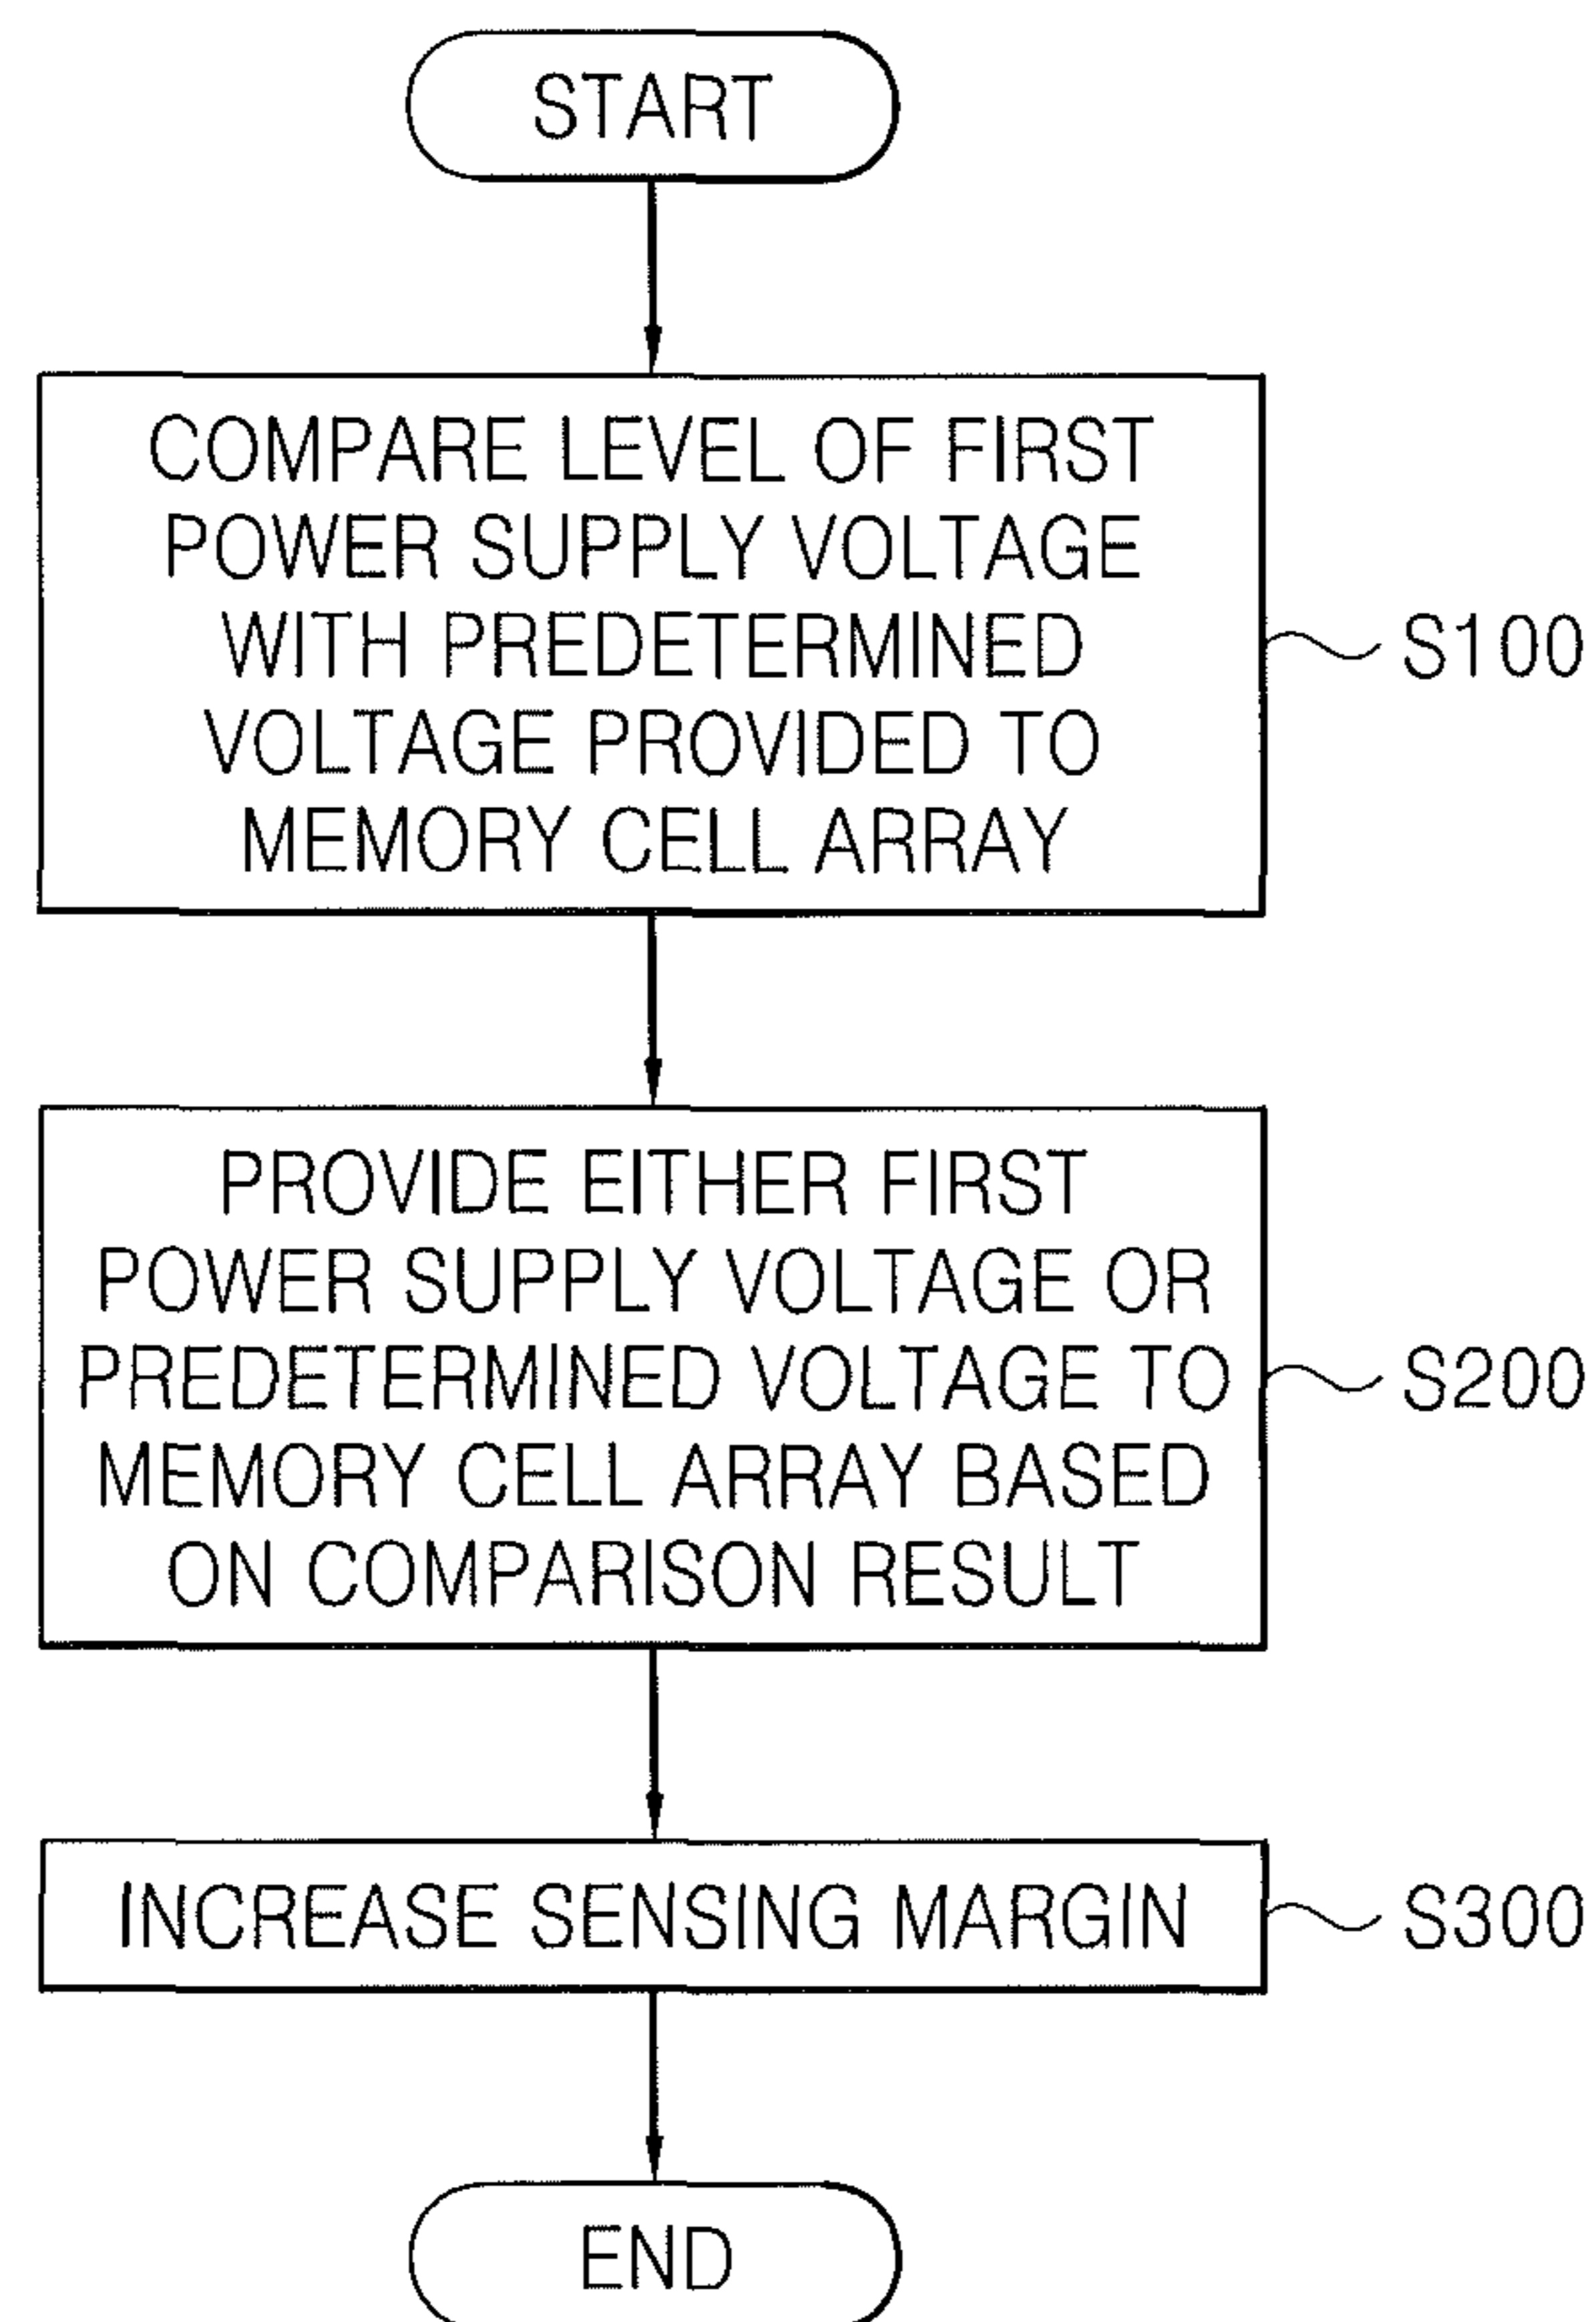 START
COMPARE LEVEL OF FIRST
POWER SUPPLY VOLTAGE
WITH PREDETERMINED
VOLTAGE PROVIDED TO
MEMORY CELL ARRAY
S100
PROVIDE EITHER FIRST
POWER SUPPLY VOLTAGE OR
PREDETERMINED VOLTAGE TO
MEMORY CELL ARRAY BASED
ON COMPARISON RESULT
S200
INCREASE SENSING MARGIN
S300
END